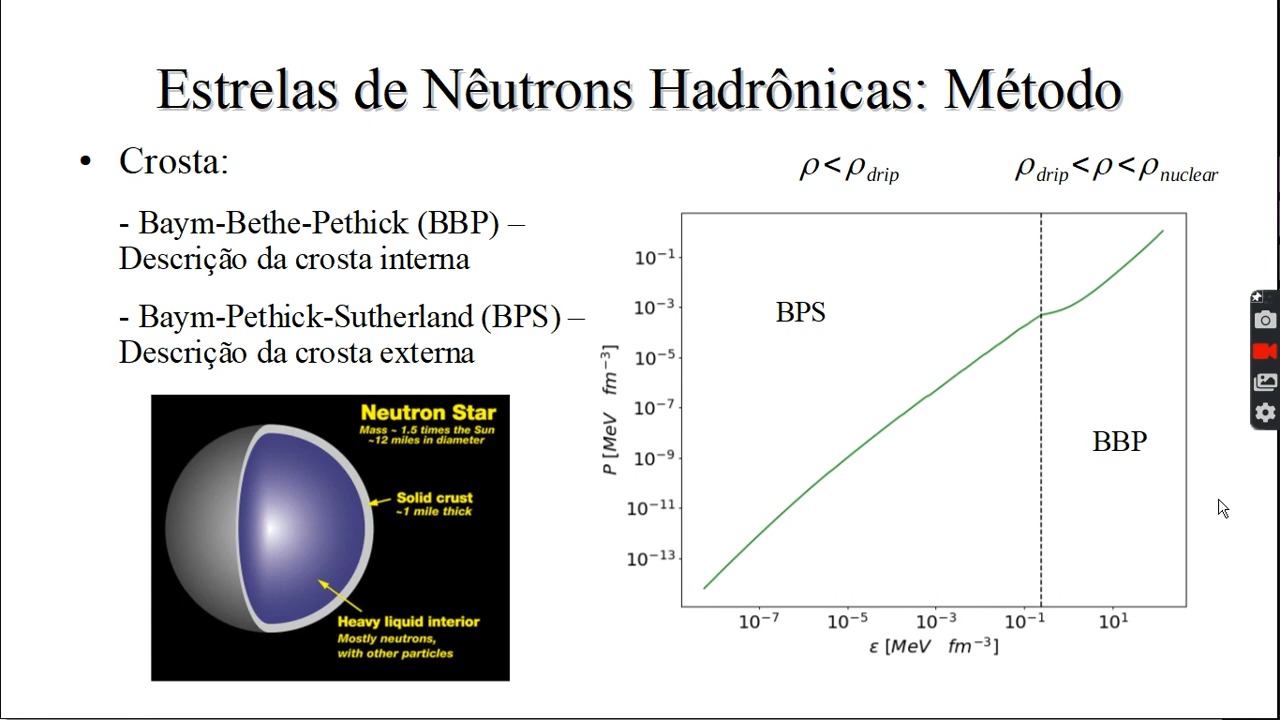 Estrelas de Nêutrons Hadrônicas: Método
• Crosta:
- Baym-Bethe-Pethick (BBP) –
Descrição da crosta interna
- Baym-Pethick-Sutherland (BPS) –
Descrição da crosta externa
Neutron Star
Mass ~ 1.5 times the Sun
~12 miles in diameter
Solid crust
~1 mile thick
Heavy liquid interior
Mostly neutrons,
with other particles
ρ<ρ_drip
ρ_drip<ρ<ρ_nuclear
P [MeV fm⁻³]
10⁻¹
10⁻³
10⁻⁵
10⁻⁷
10⁻⁹
10⁻¹¹
10⁻¹³
BPS
BBP
10⁻⁷ 10⁻⁵ 10⁻³ 10⁻¹ 10¹
ε [MeV fm⁻³]